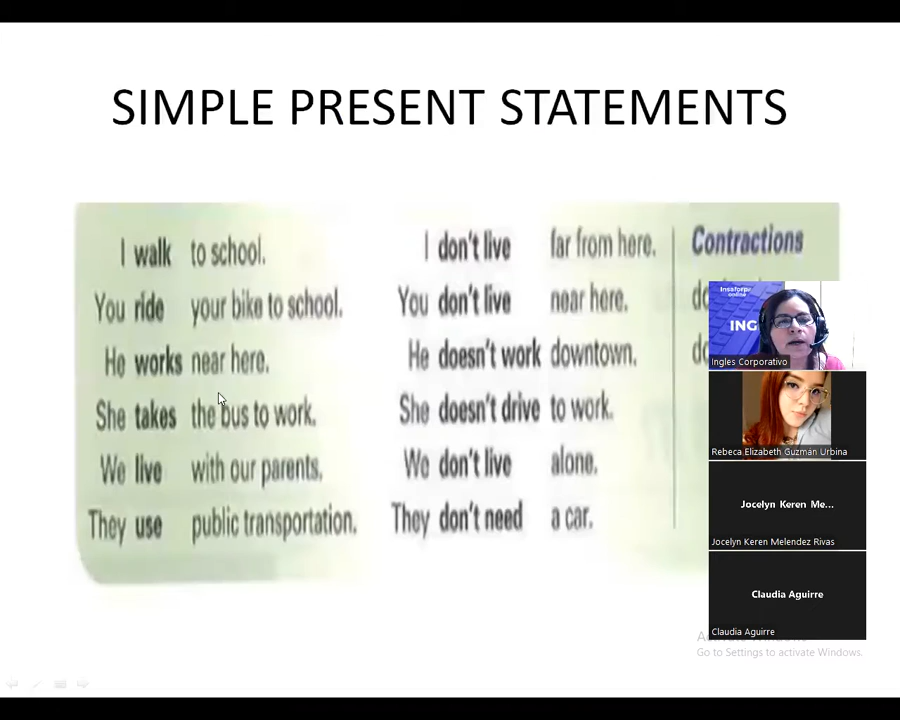 SIMPLE PRESENT STATEMENTS
I walk to school. I don't live far from here. Contractions
You ride your bike to school. You don't live near here.
He works near here. He doesn't work downtown.
She takes the bus to work. She doesn't drive to work.
We live with our parents. We don't live alone.
They use public transportation. They don't need a car.
Insaforp
online
ING
Ingles Corporativo
Rebeca Elizabeth Guzman Urbina
Jocelyn Keren Me...
Jocelyn Keren Melendez Rivas
Claudia Aguirre
Claudia Aguirre
Go to Settings to activate Windows.